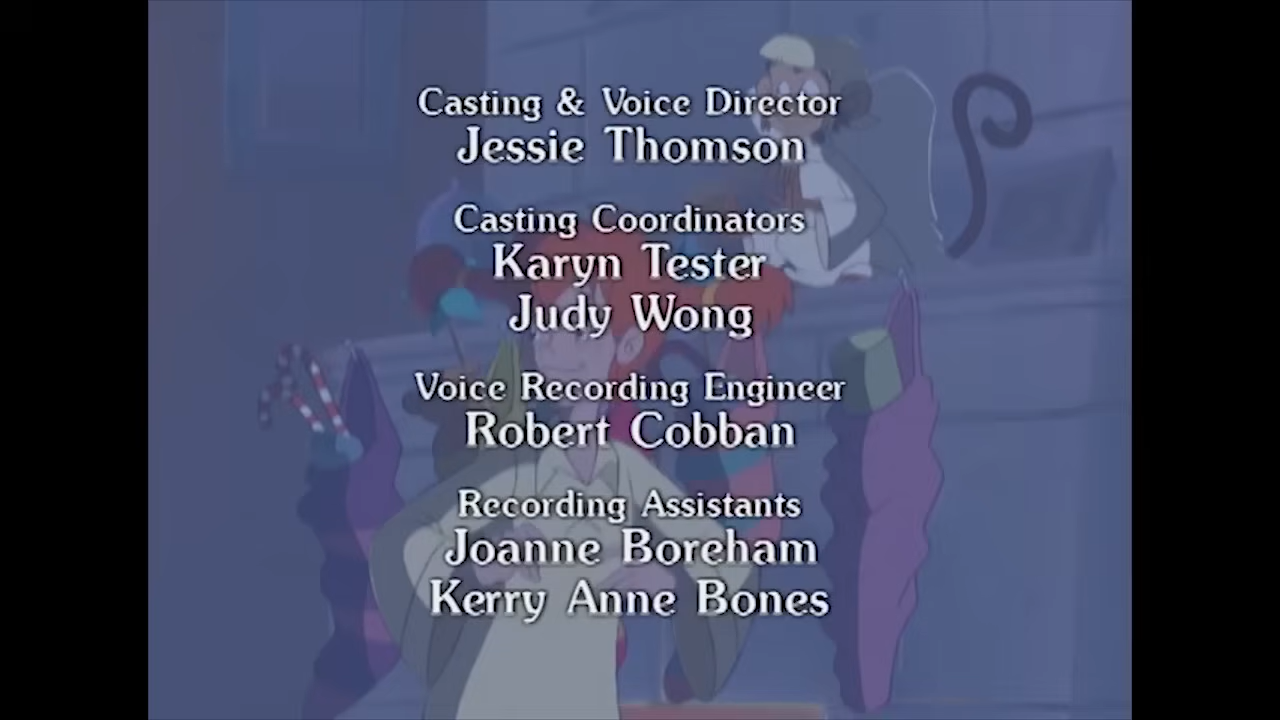 Casting & Voice Director
Jessie Thomson
Casting Coordinators
Karyn Tester
Judy Wong
Voice Recording Engineer
Robert Cobban
Recording Assistants
Joanne Boreham
Kerry Anne Bones